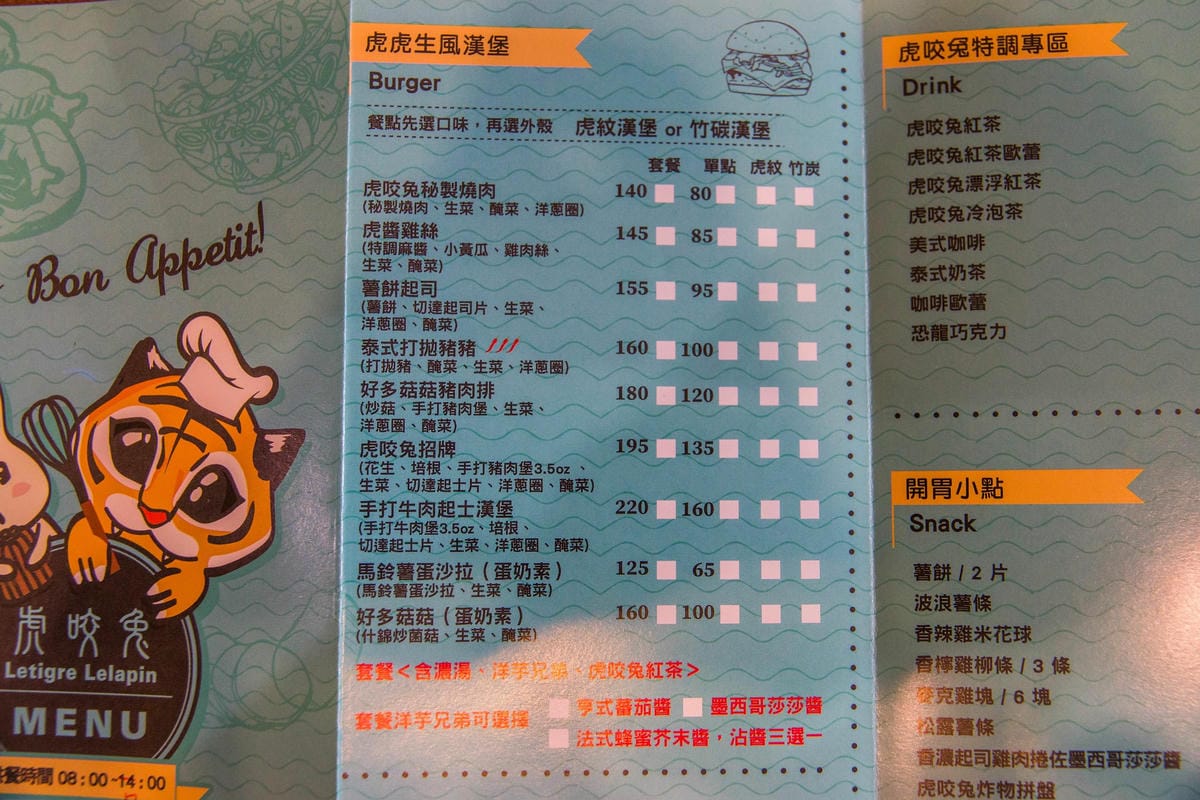 Bon Appetit!
虎咬兔
Letigre Lelapin
MENU
餐時間 08:00~14:00
虎虎生風漢堡
Burger
餐點先選口味，再選外殼 虎紋漢堡 or 竹碳漢堡
套餐 單點 虎紋 竹炭
虎咬兔秘製燒肉 140 80
(秘製燒肉、生菜、醃菜、洋蔥圈)
虎醬雞絲 145 85
(特調麻醬、小黃瓜、雞肉絲、
生菜、醃菜)
薯餅起司 155 95
(薯餅、切達起司片、生菜、
洋蔥圈、醃菜)
泰式打拋豬豬 160 100
(打拋豬、醃菜、生菜、洋蔥圈)
好多菇菇豬肉排 180 120
(炒菇、手打豬肉堡、生菜、
洋蔥圈、醃菜)
虎咬兔招牌 195 135
(花生、培根、手打豬肉堡3.5oz、
生菜、切達起士片、洋蔥圈、醃菜)
手打牛肉起士漢堡 220 160
(手打牛肉堡3.5oz、培根、
切達起士片、生菜、洋蔥圈、醃菜)
馬鈴薯蛋沙拉（蛋奶素） 125 65
(馬鈴薯蛋沙拉、生菜、醃菜)
好多菇菇（蛋奶素） 160 100
(什錦炒菌菇、生菜、醃菜)
套餐＜含濃湯、洋芋兄弟、虎咬兔紅茶＞
套餐洋芋兄弟可選擇 亨式蕃茄醬 墨西哥莎莎醬
法式蜂蜜芥末醬，沾醬三選一
虎咬兔特調專區
Drink
虎咬兔紅茶
虎咬兔紅茶歐蕾
虎咬兔漂浮紅茶
虎咬兔冷泡茶
美式咖啡
泰式奶茶
咖啡歐蕾
恐龍巧克力
開胃小點
Snack
薯餅 / 2 片
波浪薯條
香辣雞米花球
香檸雞柳條 / 3 條
麥克雞塊 / 6 塊
松露薯條
香濃起司雞肉捲佐墨西哥莎莎醬
虎咬兔炸物拼盤